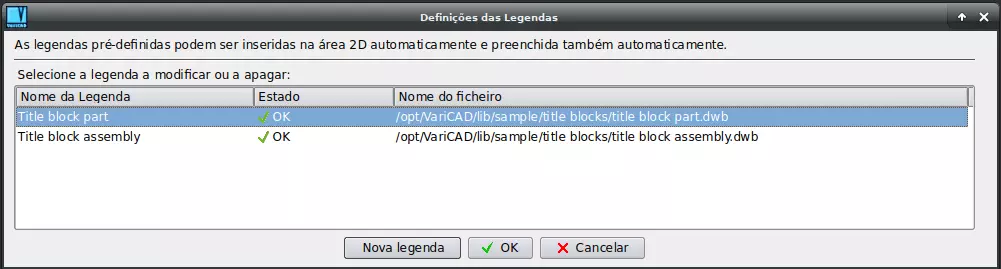 VariCAD
Definições das Legendas
As legendas pré-definidas podem ser inseridas na área 2D automaticamente e preenchida também automaticamente.
Selecione a legenda a modificar ou a apagar:
Nome da Legenda Estado Nome do ficheiro
Title block part OK /opt/VariCAD/lib/sample/title blocks/title block part.dwb
Title block assembly OK /opt/VariCAD/lib/sample/title blocks/title block assembly.dwb
Nova legenda OK Cancelar